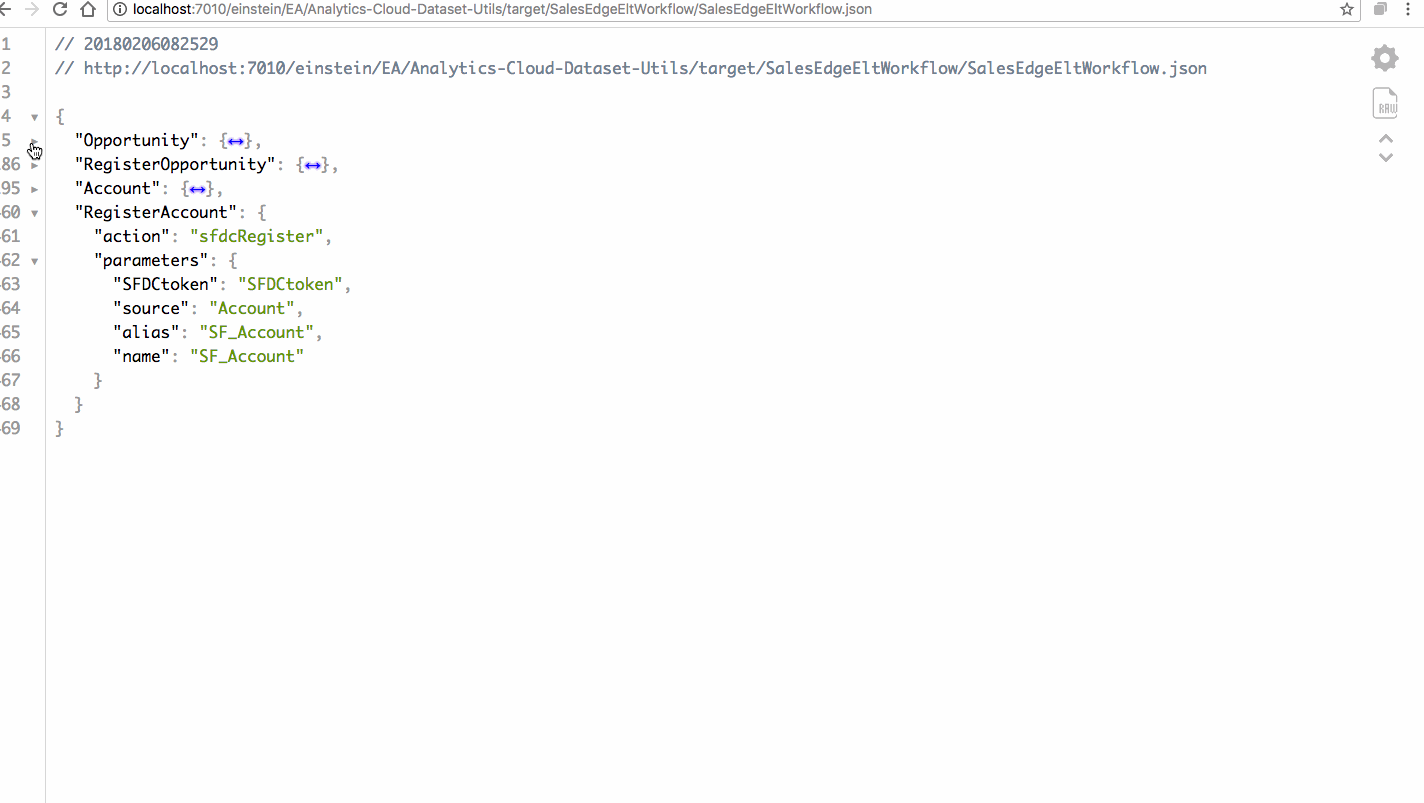 localhost:7010/einstein/EA/Analytics-Cloud-Dataset-Utils/target/SalesEdgeEltWorkflow/SalesEdgeEltWorkflow.json
1 // 20180206082529
2 // http://localhost:7010/einstein/EA/Analytics-Cloud-Dataset-Utils/target/SalesEdgeEltWorkflow/SalesEdgeEltWorkflow.json
3
4 {
5 "Opportunity": {↔},
86 "RegisterOpportunity": {↔},
95 "Account": {↔},
60 "RegisterAccount": {
61 "action": "sfdcRegister",
62 "parameters": {
63 "SFDCtoken": "SFDCtoken",
64 "source": "Account",
65 "alias": "SF_Account",
66 "name": "SF_Account"
67 }
68 }
69 }
RAW